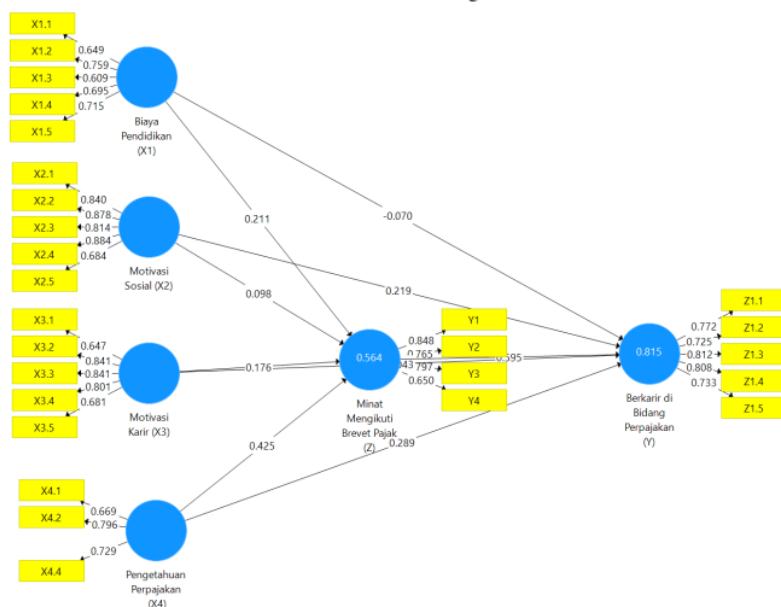 X1.1
X1.2
X1.3
X1.4
X1.5
0.649
0.759
0.609
0.695
0.715
Biaya
Pendidikan
(X1)
X2.1
X2.2
X2.3
X2.4
X2.5
0.840
0.878
0.814
0.884
0.684
Motivasi
Sosial (X2)
X3.1
X3.2
X3.3
X3.4
X3.5
0.647
0.841
0.841
0.801
0.681
Motivasi
Karir (X3)
X4.1
X4.2
X4.4
0.669
0.796
0.729
Pengetahuan
Perpajakan
(X4)
0.211
0.098
0.176
0.425
-0.070
0.219
0.289
0.564
Minat
Mengikuti
Brevet Pajak
(Z)
0.848
0.765
0.797
0.650
Y1
Y2
Y3
Y4
0.815
Berkarir di
Bidang
Perpajakan
(Y)
0.772
0.725
0.812
0.808
0.733
Z1.1
Z1.2
Z1.3
Z1.4
Z1.5